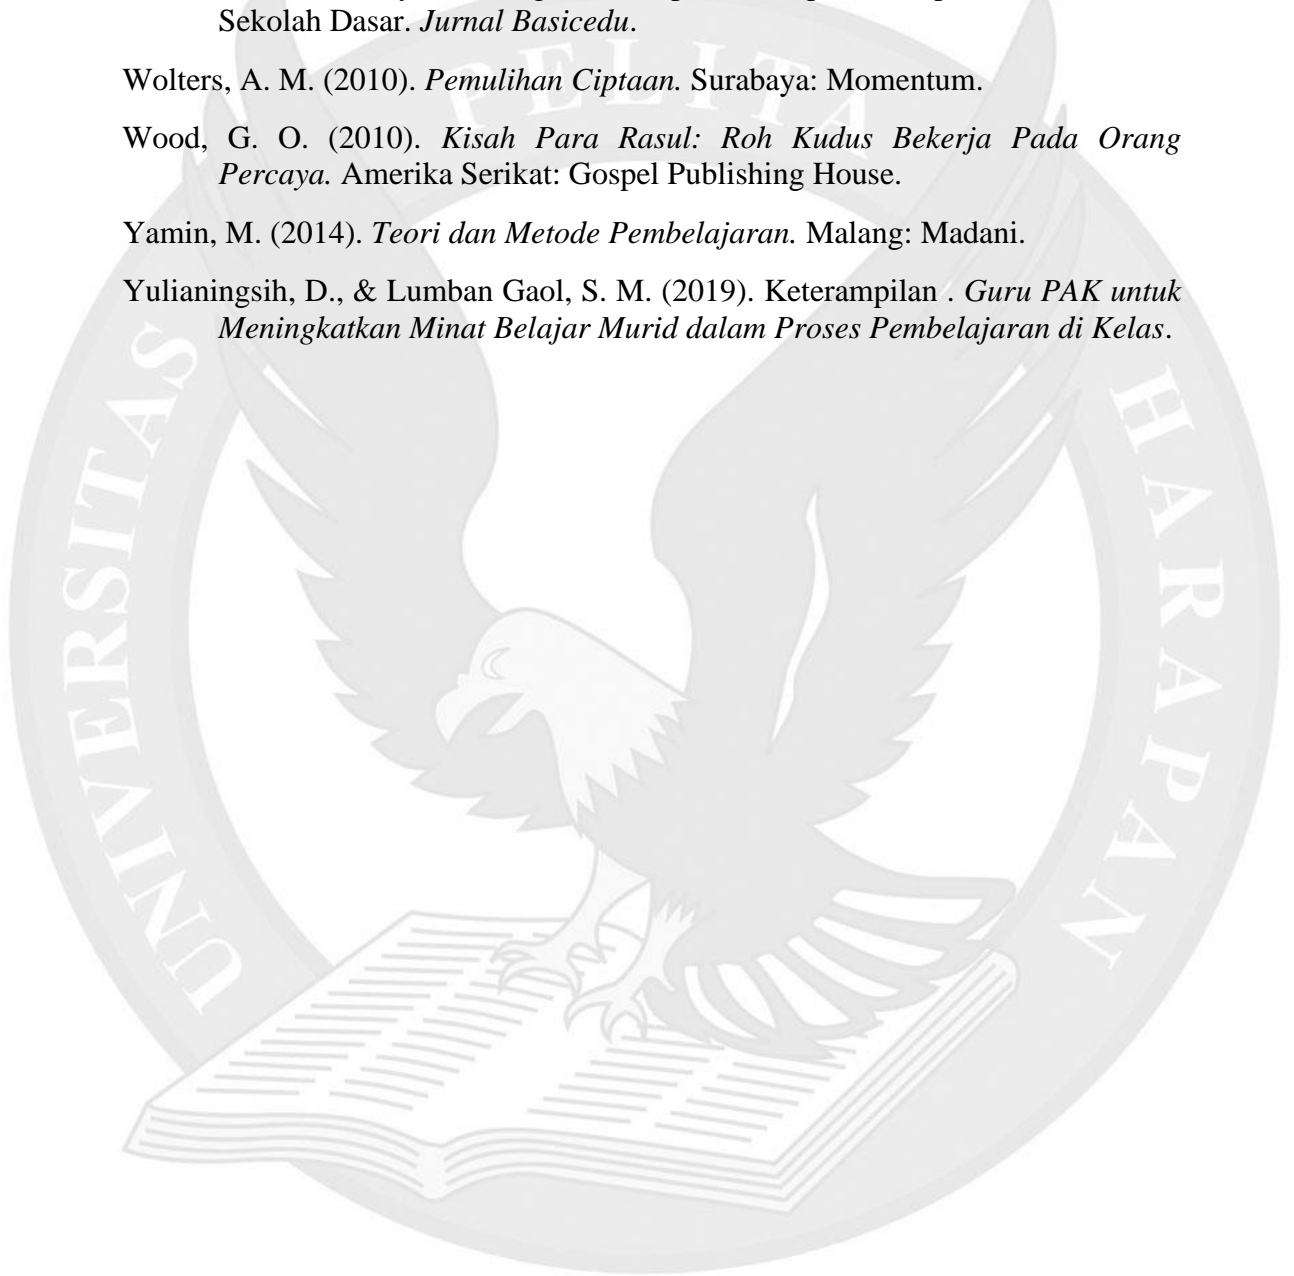 Sekolah Dasar. Jurnal Basicedu.
Wolters, A. M. (2010). Pemulihan Ciptaan. Surabaya: Momentum.
Wood, G. O. (2010). Kisah Para Rasul: Roh Kudus Bekerja Pada Orang
Percaya. Amerika Serikat: Gospel Publishing House.
Yamin, M. (2014). Teori dan Metode Pembelajaran. Malang: Madani.
Yulianingsih, D., & Lumban Gaol, S. M. (2019). Keterampilan . Guru PAK untuk
Meningkatkan Minat Belajar Murid dalam Proses Pembelajaran di Kelas.
UNIVERSITAS PELITA HARAPAN